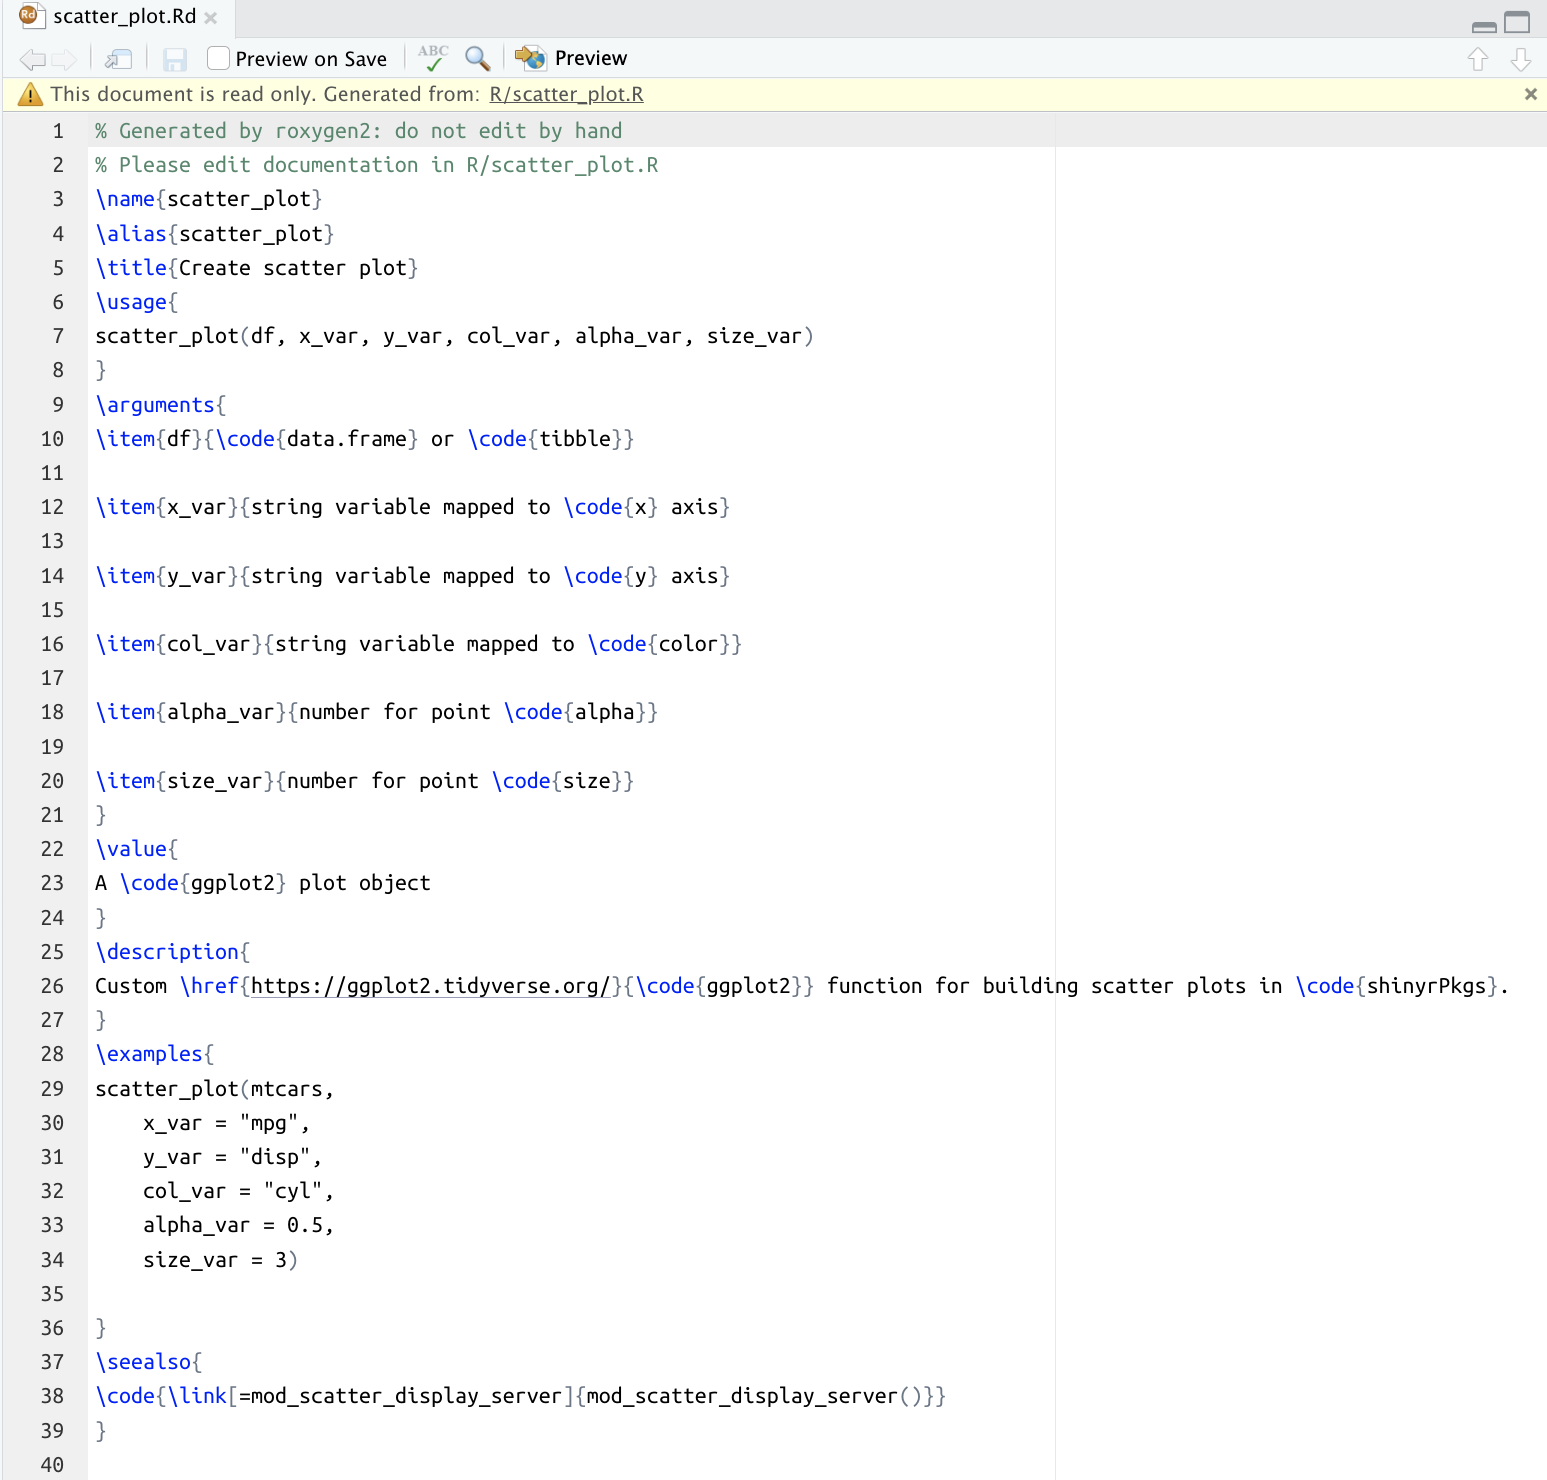 scatter_plot.Rd
Preview on Save ABC Preview
This document is read only. Generated from: R/scatter_plot.R
1 % Generated by roxygen2: do not edit by hand
2 % Please edit documentation in R/scatter_plot.R
3 \name{scatter_plot}
4 \alias{scatter_plot}
5 \title{Create scatter plot}
6 \usage{
7 scatter_plot(df, x_var, y_var, col_var, alpha_var, size_var)
8 }
9 \arguments{
10 \item{df}{\code{data.frame} or \code{tibble}}
11
12 \item{x_var}{string variable mapped to \code{x} axis}
13
14 \item{y_var}{string variable mapped to \code{y} axis}
15
16 \item{col_var}{string variable mapped to \code{color}}
17
18 \item{alpha_var}{number for point \code{alpha}}
19
20 \item{size_var}{number for point \code{size}}
21 }
22 \value{
23 A \code{ggplot2} plot object
24 }
25 \description{
26 Custom \href{https://ggplot2.tidyverse.org/}{\code{ggplot2}} function for building scatter plots in \code{shinyrPkgs}.
27 }
28 \examples{
29 scatter_plot(mtcars,
30     x_var = "mpg",
31     y_var = "disp",
32     col_var = "cyl",
33     alpha_var = 0.5,
34     size_var = 3)
35
36 }
37 \seealso{
38 \code{\link[=mod_scatter_display_server]{mod_scatter_display_server()}}
39 }
40